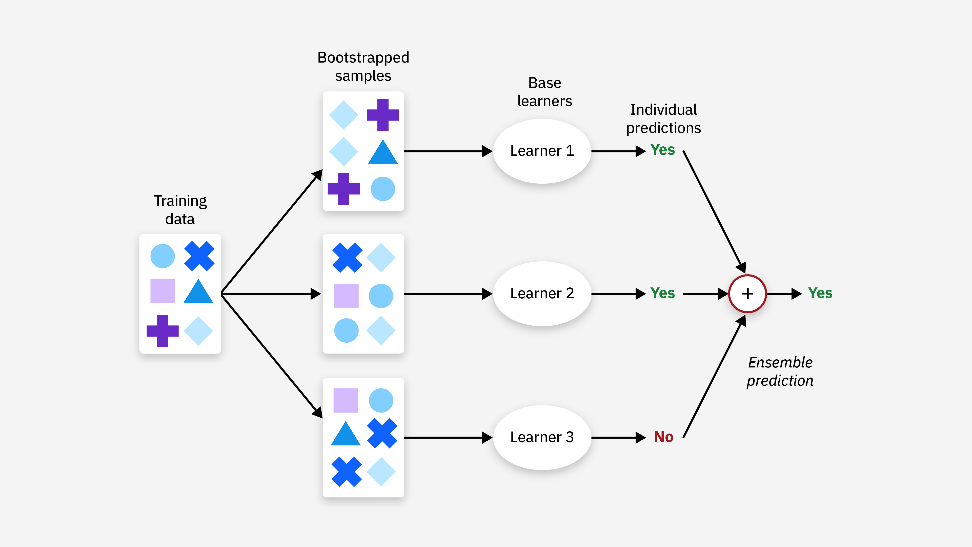 Bootstrapped
samples
Base
learners
Individual
predictions
Training
data
Learner 1
Yes
Learner 2
Yes
+
Yes
Ensemble
prediction
Learner 3
No